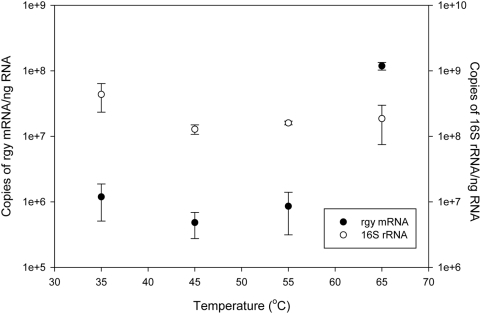 1e+9
1e+8
1e+7
1e+6
1e+5
Copies of rgy mRNA/ng RNA
1e+10
1e+9
1e+8
1e+7
1e+6
Copies of 16S rRNA/ng RNA
rgy mRNA
16S rRNA
30 35 40 45 50 55 60 65 70
Temperature (°C)